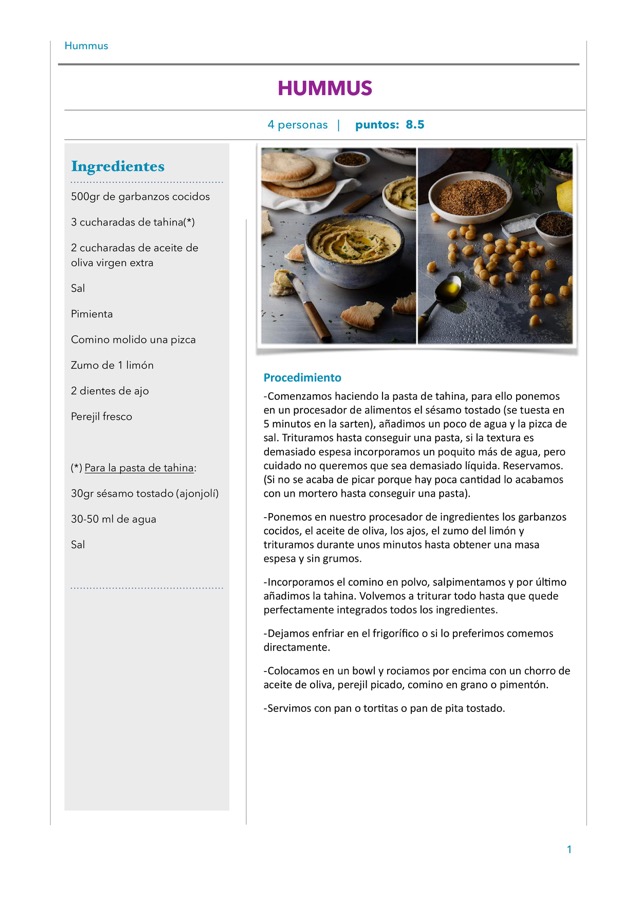 Hummus
HUMMUS
4 personas | puntos: 8.5
Ingredientes
500gr de garbanzos cocidos
3 cucharadas de tahina(*)
2 cucharadas de aceite de
oliva virgen extra
Sal
Pimienta
Comino molido una pizca
Zumo de 1 limón
2 dientes de ajo
Perejil fresco
(*) Para la pasta de tahina:
30gr sésamo tostado (ajonjolí)
30-50 ml de agua
Sal
Procedimiento
-Comenzamos haciendo la pasta de tahina, para ello ponemos
en un procesador de alimentos el sésamo tostado (se tuesta en
5 minutos en la sarten), añadimos un poco de agua y la pizca de
sal. Trituramos hasta conseguir una pasta, si la textura es
demasiado espesa incorporamos un poquito más de agua, pero
cuidado no queremos que sea demasiado líquida. Reservamos.
(Si no se acaba de picar porque hay poca cantidad lo acabamos
con un mortero hasta conseguir una pasta).
-Ponemos en nuestro procesador de ingredientes los garbanzos
cocidos, el aceite de oliva, los ajos, el zumo del limón y
trituramos durante unos minutos hasta obtener una masa
espesa y sin grumos.
-Incorporamos el comino en polvo, salpimentamos y por último
añadimos la tahina. Volvemos a triturar todo hasta que quede
perfectamente integrados todos los ingredientes.
-Dejamos enfriar en el frigorífico o si lo preferimos comemos
directamente.
-Colocamos en un bowl y rociamos por encima con un chorro de
aceite de oliva, perejil picado, comino en grano o pimentón.
-Servimos con pan o tortitas o pan de pita tostado.
1